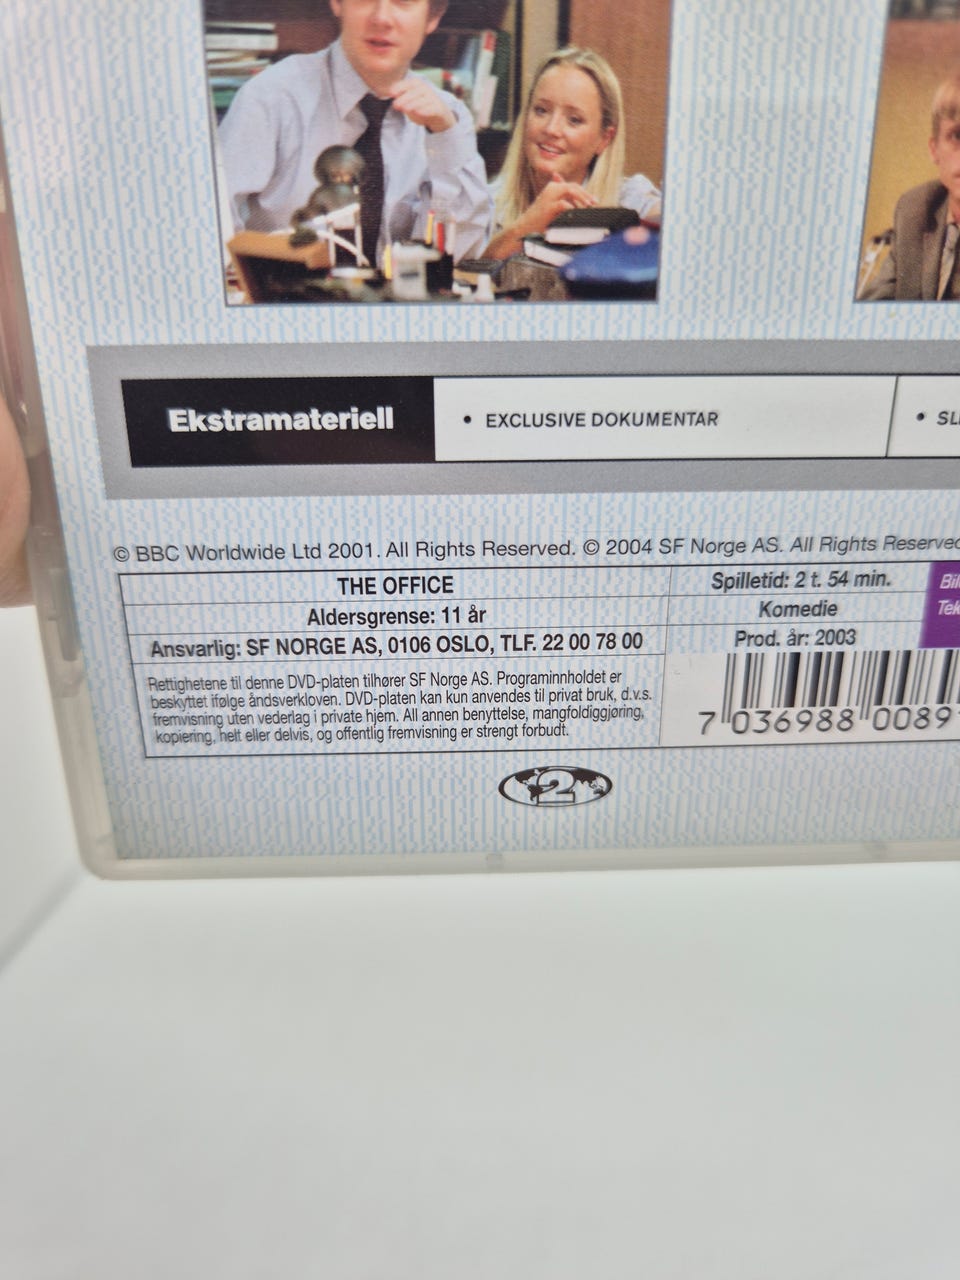 Ekstramateriell
• EXCLUSIVE DOKUMENTAR
•
© BBC Worldwide Ltd 2001. All Rights Reserved. © 2004 SF Norge AS. All Rights Reserved
THE OFFICE
Aldersgrense: 11 år
Ansvarlig: SF NORGE AS, 0106 OSLO, TLF. 22 00 78 00
Rettighetene til denne DVD-platen tilhører SF Norge AS. Programinnholdet er
beskyttet ifølge åndsverkloven. DVD-platen kan kun anvendes til privat bruk, d.v.s.
fremvisning uten vederlag i private hjem. All annen benyttelse, mangfoldiggjøring,
kopiering, helt eller delvis, og offentlig fremvisning er strengt forbudt.
Spilletid: 2 t. 54 min.
Komedie
Prod. år: 2003
7 036988 0089
2